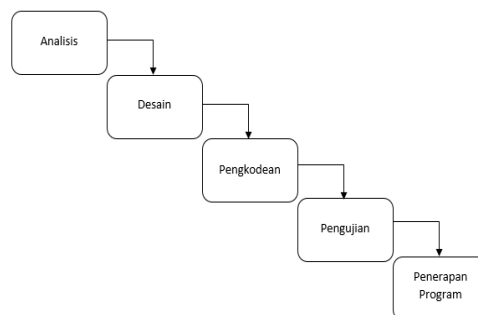 Analisis
Desain
Pengkodean
Pengujian
Penerapan
Program